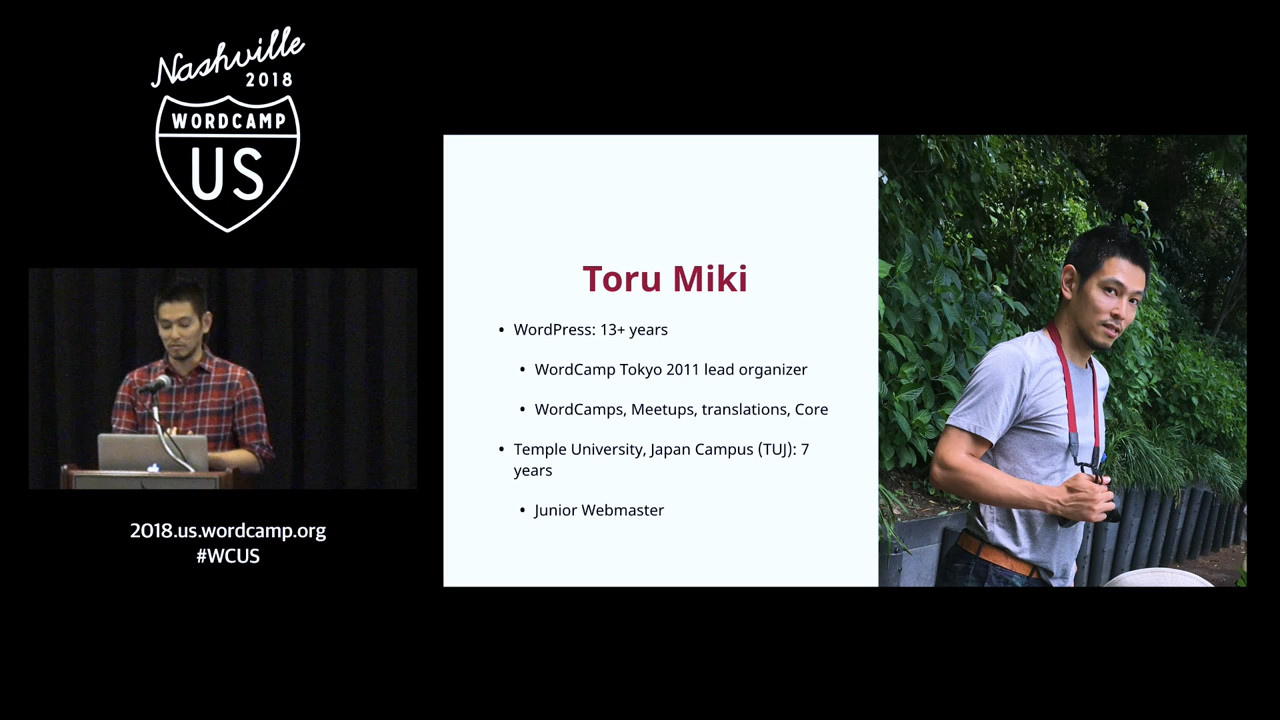 Nashville
2018
WORDCAMP
US
2018.us.wordcamp.org
#WCUS
Toru Miki
• WordPress: 13+ years
• WordCamp Tokyo 2011 lead organizer
• WordCamps, Meetups, translations, Core
• Temple University, Japan Campus (TUJ): 7
years
• Junior Webmaster